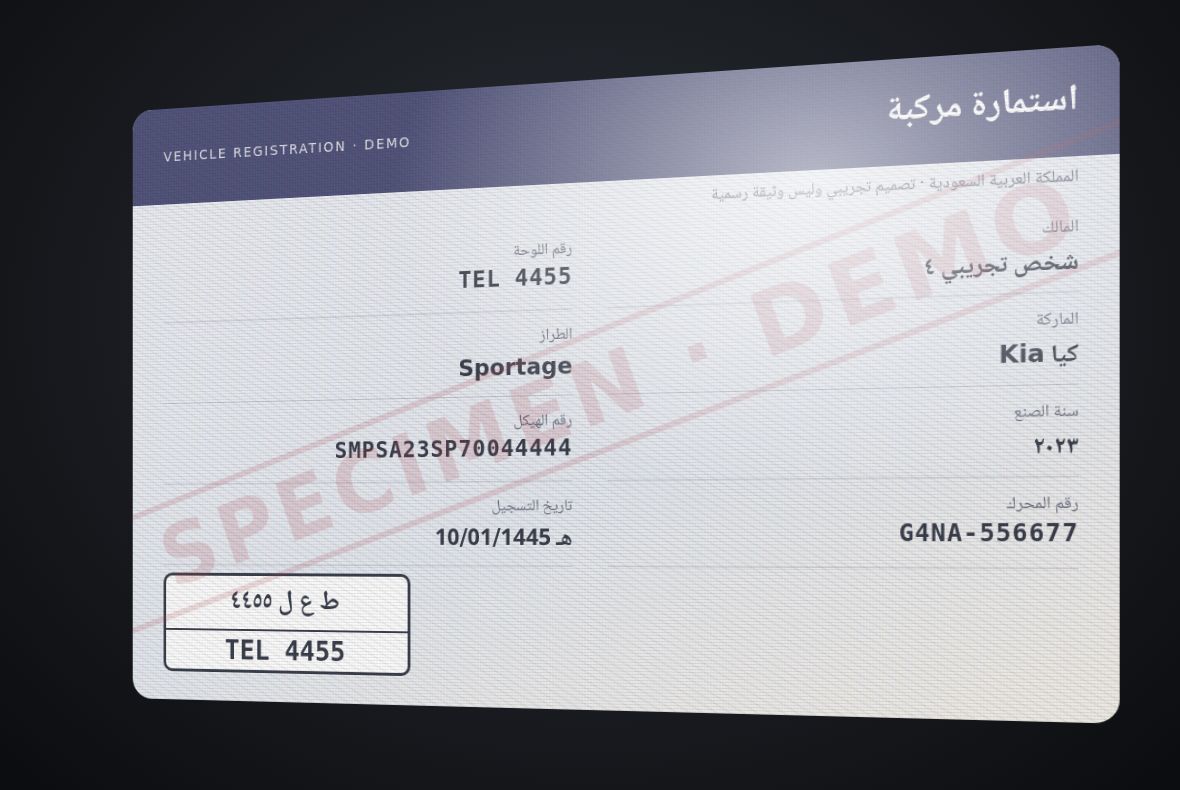 استمارة مركبة
VEHICLE REGISTRATION · DEMO
المملكة العربية السعودية · تصميم تجريبي وليس وثيقة رسمية
المالك
شخص تجريبي ٤
رقم اللوحة
TEL 4455
الماركة
كيا Kia
الطراز
Sportage
سنة الصنع
٢٠٢٣
رقم الهيكل
SMPSA23SP70044444
رقم المحرك
G4NA-556677
تاريخ التسجيل
10/01/1445 هـ
ط ع ل ٤٤٥٥
TEL 4455
SPECIMEN · DEMO